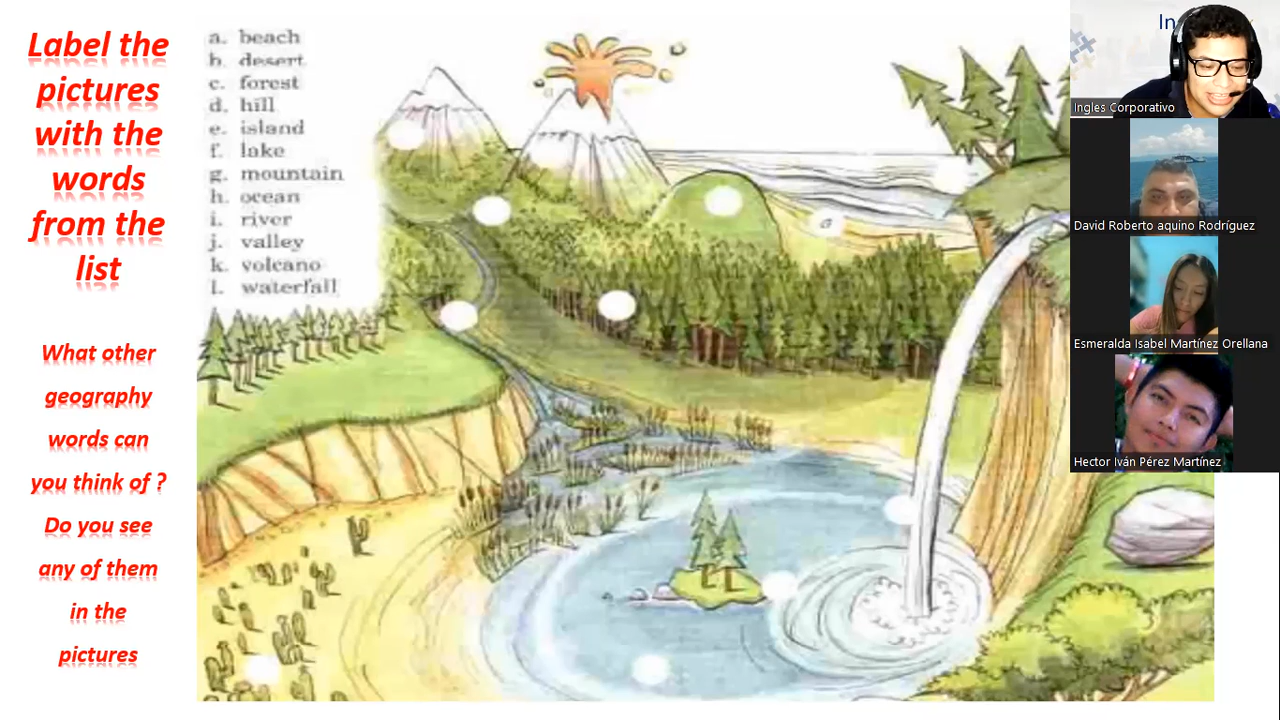 Label the
pictures
with the
words
from the
list
What other
geography
words can
you think of ?
Do you see
any of them
in the
pictures
a. beach
b. desert
c. forest
d. hill
e. island
f. lake
g. mountain
h. ocean
i. river
j. valley
k. volcano
l. waterfall
a
Ingles Corporativo
David Roberto aquino Rodríguez
Esmeralda Isabel Martínez Orellana
Hector Iván Pérez Martínez